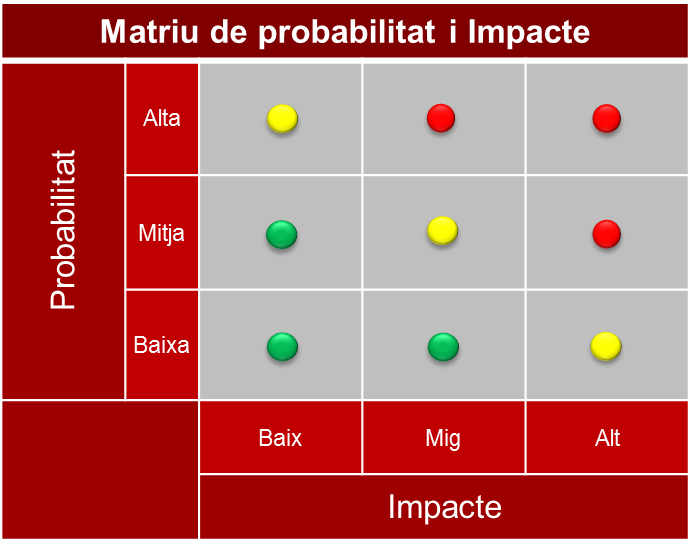 Matriu de probabilitat i Impacte
Probabilitat
Alta
Mitja
Baixa
Baix
Mig
Alt
Impacte